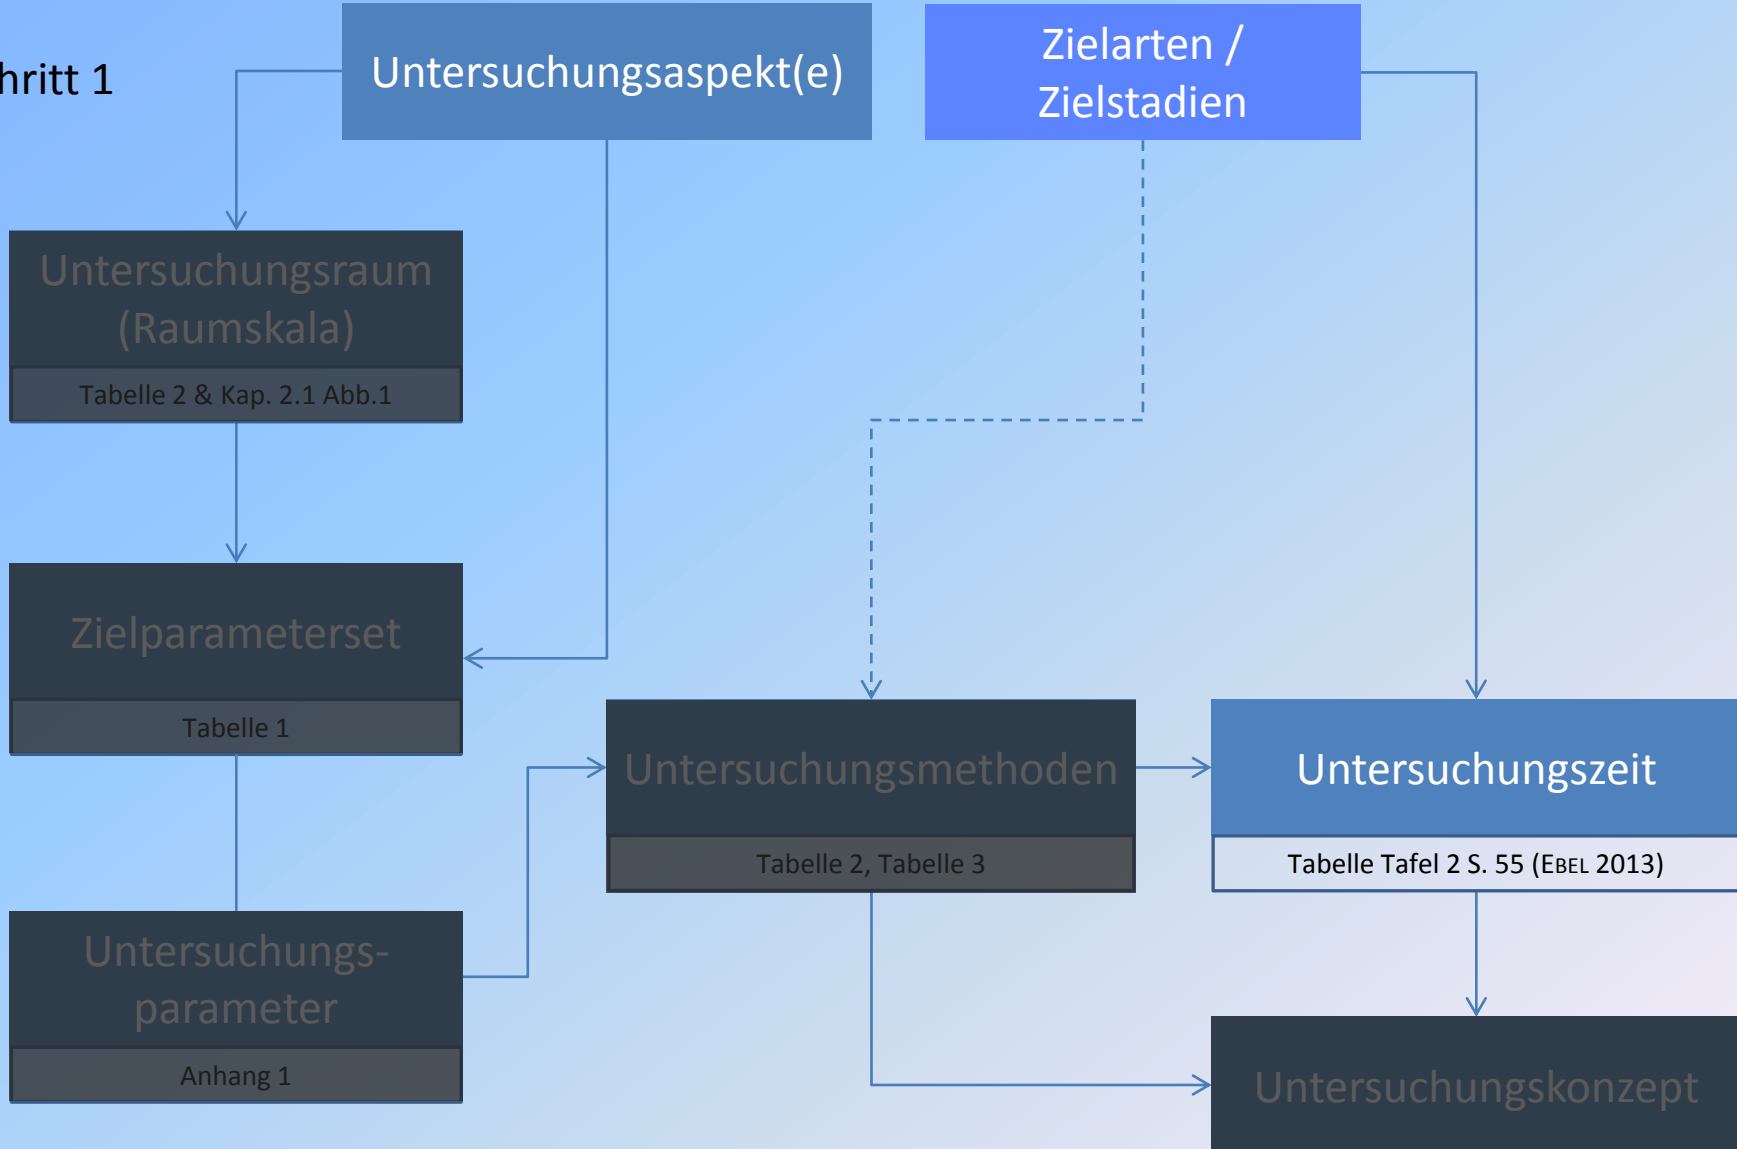 hritt 1
Untersuchungsaspekt(e)
Zielarten /
Zielstadien
Untersuchungsraum
(Raumskala)
Tabelle 2 & Kap. 2.1 Abb.1
Zielparameterset
Tabelle 1
Untersuchungsmethoden
Tabelle 2, Tabelle 3
Untersuchungszeit
Tabelle Tafel 2 S. 55 (EBEL 2013)
Untersuchungs-
parameter
Anhang 1
Untersuchungskonzept